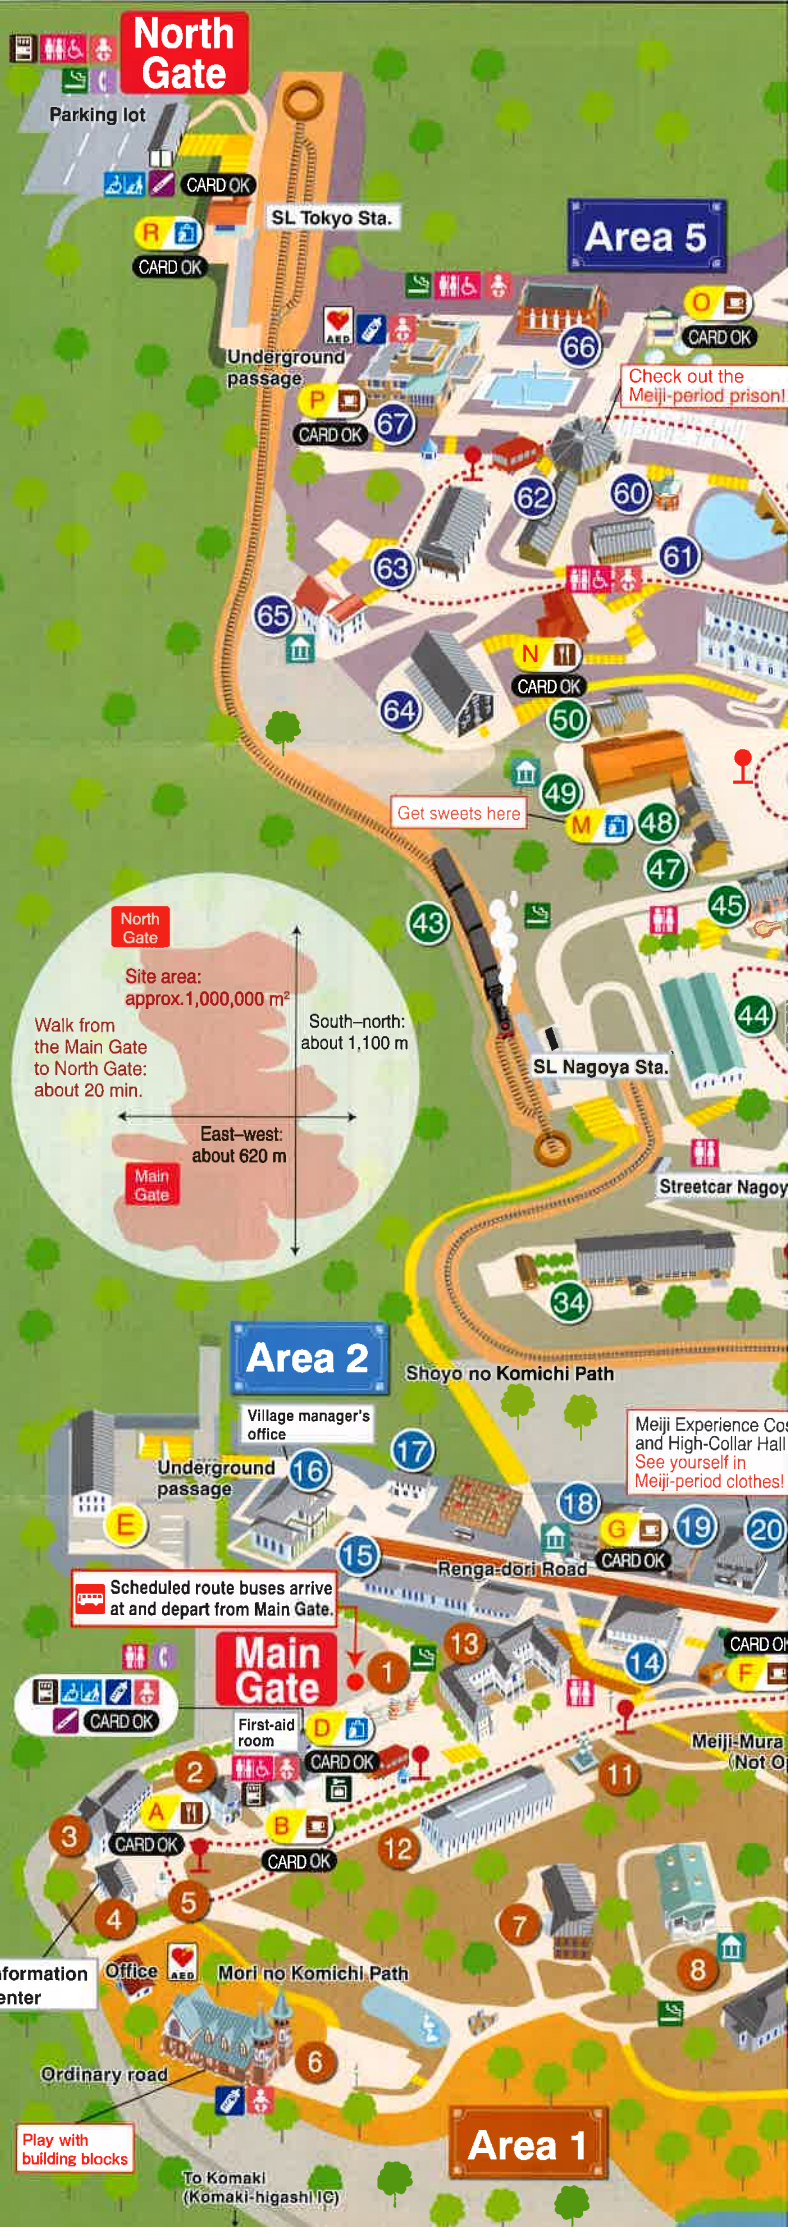 North
Gate
Parking lot
CARD OK
SL Tokyo Sta.
R
CARD OK
Area 5
O
CARD OK
AED
66
Underground
passage
Check out the
Meiji-period prison!
P
CARD OK
67
62
60
63
61
65
N
CARD OK
64
50
49
Get sweets here
M
48
47
45
43
North
Gate
Site area:
approx.1,000,000 m²
Walk from
the Main Gate
to North Gate:
about 20 min.
South–north:
about 1,100 m
44
SL Nagoya Sta.
East–west:
about 620 m
Main
Gate
Streetcar Nagoy
34
Area 2
Shoyo no Komichi Path
Village manager's
office
Meiji Experience Cos
and High-Collar Hall
See yourself in
Meiji-period clothes!
Underground
passage
16
17
E
18
G
19
20
CARD OK
15
Renga-dori Road
Scheduled route buses arrive
at and depart from Main Gate.
Main
Gate
1
13
14
CARD OK
F
CARD OK
First-aid
room
D
CARD OK
Meiji-Mura
(Not Op
2
11
A
CARD OK
B
CARD OK
3
12
4
5
7
8
nformation
enter
Office
AED
Mori no Komichi Path
6
Ordinary road
Play with
building blocks
Area 1
To Komaki
(Komaki-higashi IC)